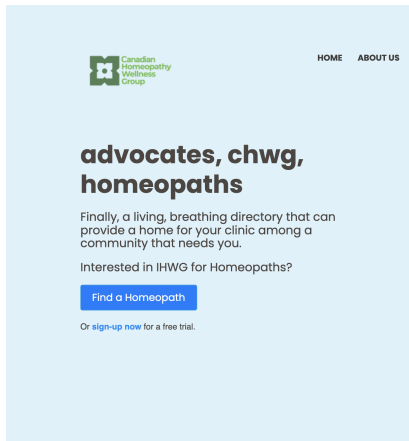 Canadian
Homeopathy
Wellness
Group
HOME ABOUT US
advocates, chwg,
homeopaths
Finally, a living, breathing directory that can
provide a home for your clinic among a
community that needs you.
Interested in IHWG for Homeopaths?
Find a Homeopath
Or sign-up now for a free trial.